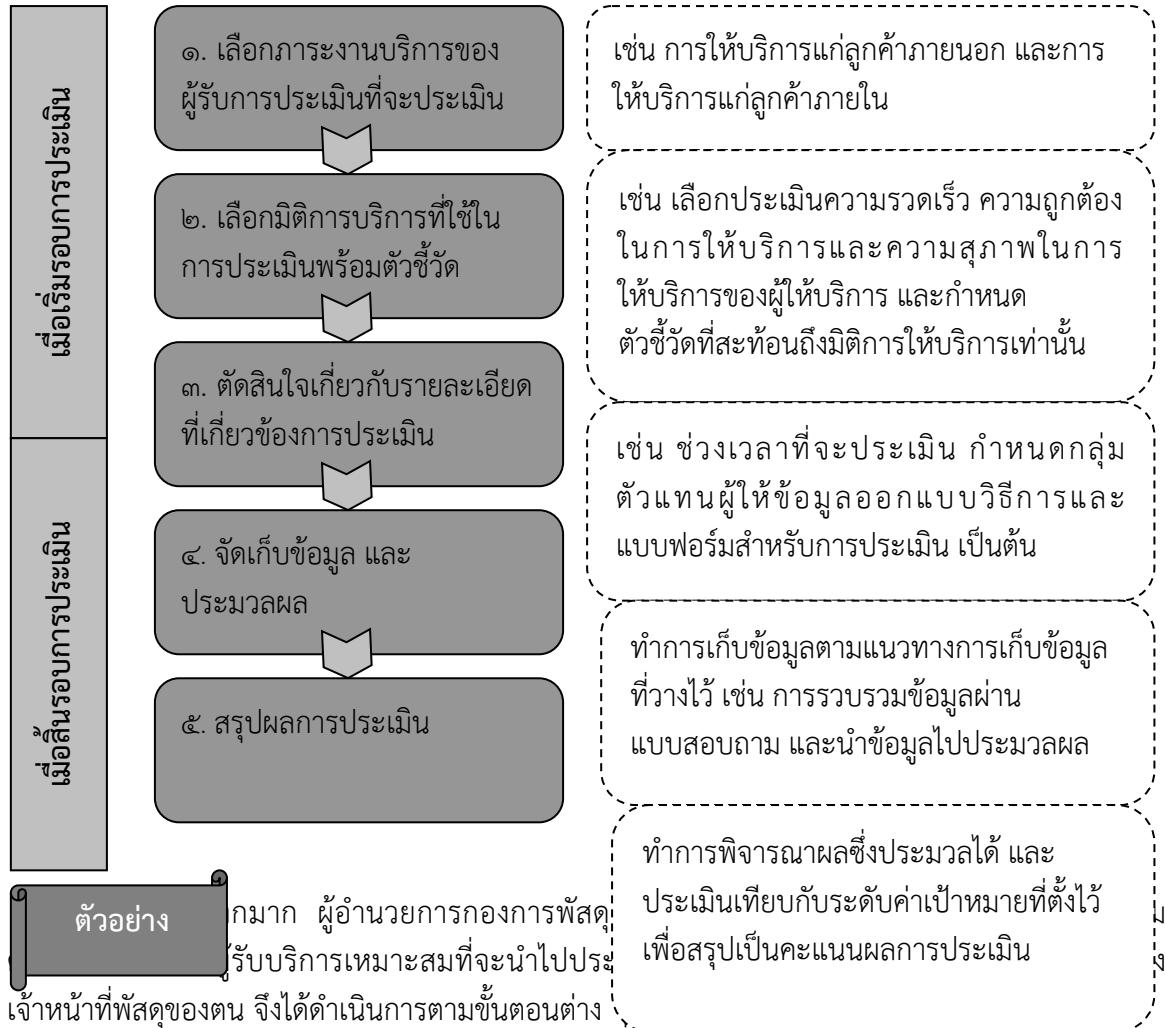 เมื่อเริ่มรอบการประเมิน
๑. เลือกภาระงานบริการของ
ผู้รับการประเมินที่จะประเมิน
เช่น การให้บริการแก่ลูกค้าภายนอก และการ
ให้บริการแก่ลูกค้าภายใน
๒. เลือกมิติการบริการที่ใช้ใน
การประเมินพร้อมตัวชี้วัด
เช่น เลือกประเมินความรวดเร็ว ความถูกต้อง
ในการให้บริการและความสุภาพในการ
ให้บริการของผู้ให้บริการ และกำหนด
ตัวชี้วัดที่สะท้อนถึงมิติการให้บริการเท่านั้น
๓. ตัดสินใจเกี่ยวกับรายละเอียด
ที่เกี่ยวข้องการประเมิน
เช่น ช่วงเวลาที่จะประเมิน กำหนดกลุ่ม
ตัวแทนผู้ให้ข้อมูลออกแบบวิธีการและ
แบบฟอร์มสำหรับการประเมิน เป็นต้น
เมื่อสิ้นรอบการประเมิน
๔. จัดเก็บข้อมูล และ
ประมวลผล
ทำการเก็บข้อมูลตามแนวทางการเก็บข้อมูล
ที่วางไว้ เช่น การรวบรวมข้อมูลผ่าน
แบบสอบถาม และนำข้อมูลไปประมวลผล
๕. สรุปผลการประเมิน
ทำการพิจารณาผลซึ่งประมวลได้ และ
ประเมินเทียบกับระดับค่าเป้าหมายที่ตั้งไว้
เพื่อสรุปเป็นคะแนนผลการประเมิน
ตัวอย่าง
ผู้อำนวยการกองการพัสดุ
รับบริการเหมาะสมที่จะนำไป
เจ้าหน้าที่พัสดุของตน จึงได้ดำเนินการตามขั้นตอนต่าง